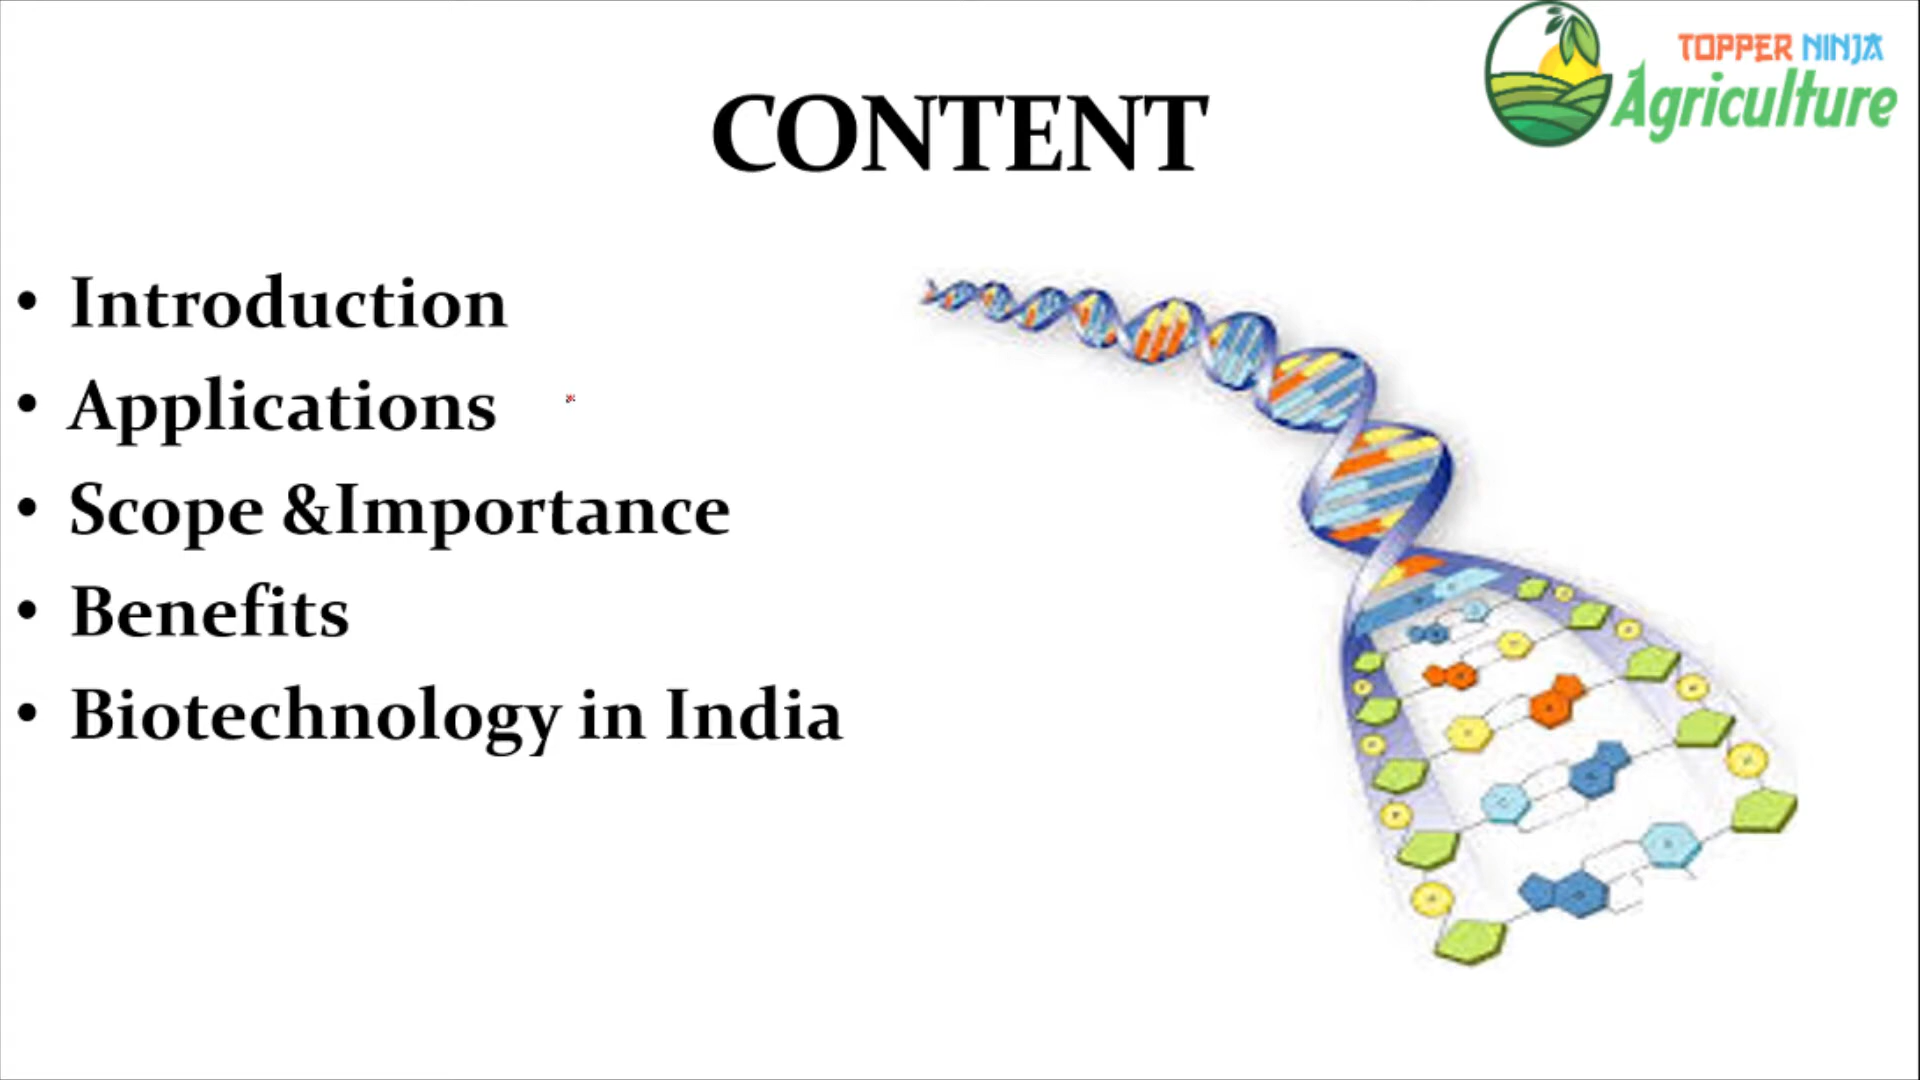 TOPPER NINJA
Agriculture
CONTENT
• Introduction
• Applications
• Scope &Importance
• Benefits
• Biotechnology in India